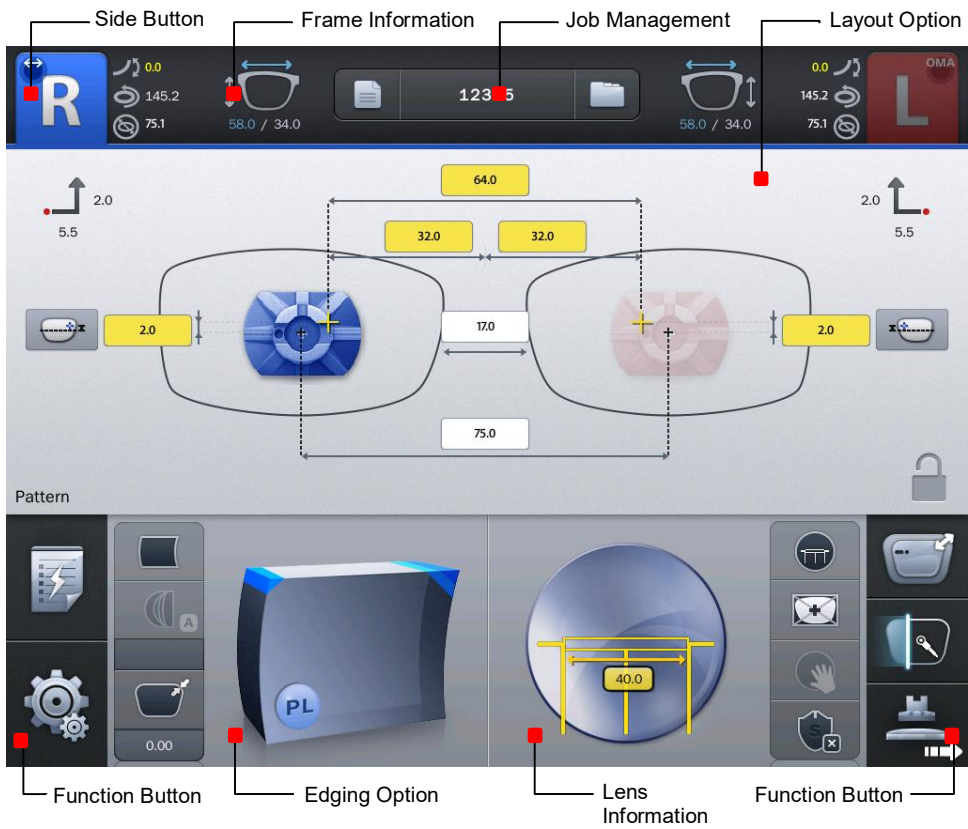 Side Button
Frame Information
Job Management
Layout Option
R
0.0
145.2
75.1
58.0 / 34.0
58.0 / 34.0
0.0
145.2
75.1
OMA
L
2.0
5.5
64.0
32.0
32.0
2.0
5.5
2.0
17.0
2.0
75.0
Pattern
A
0.00
PL
40.0
S
Function Button
Edging Option
Lens
Information
Function Button